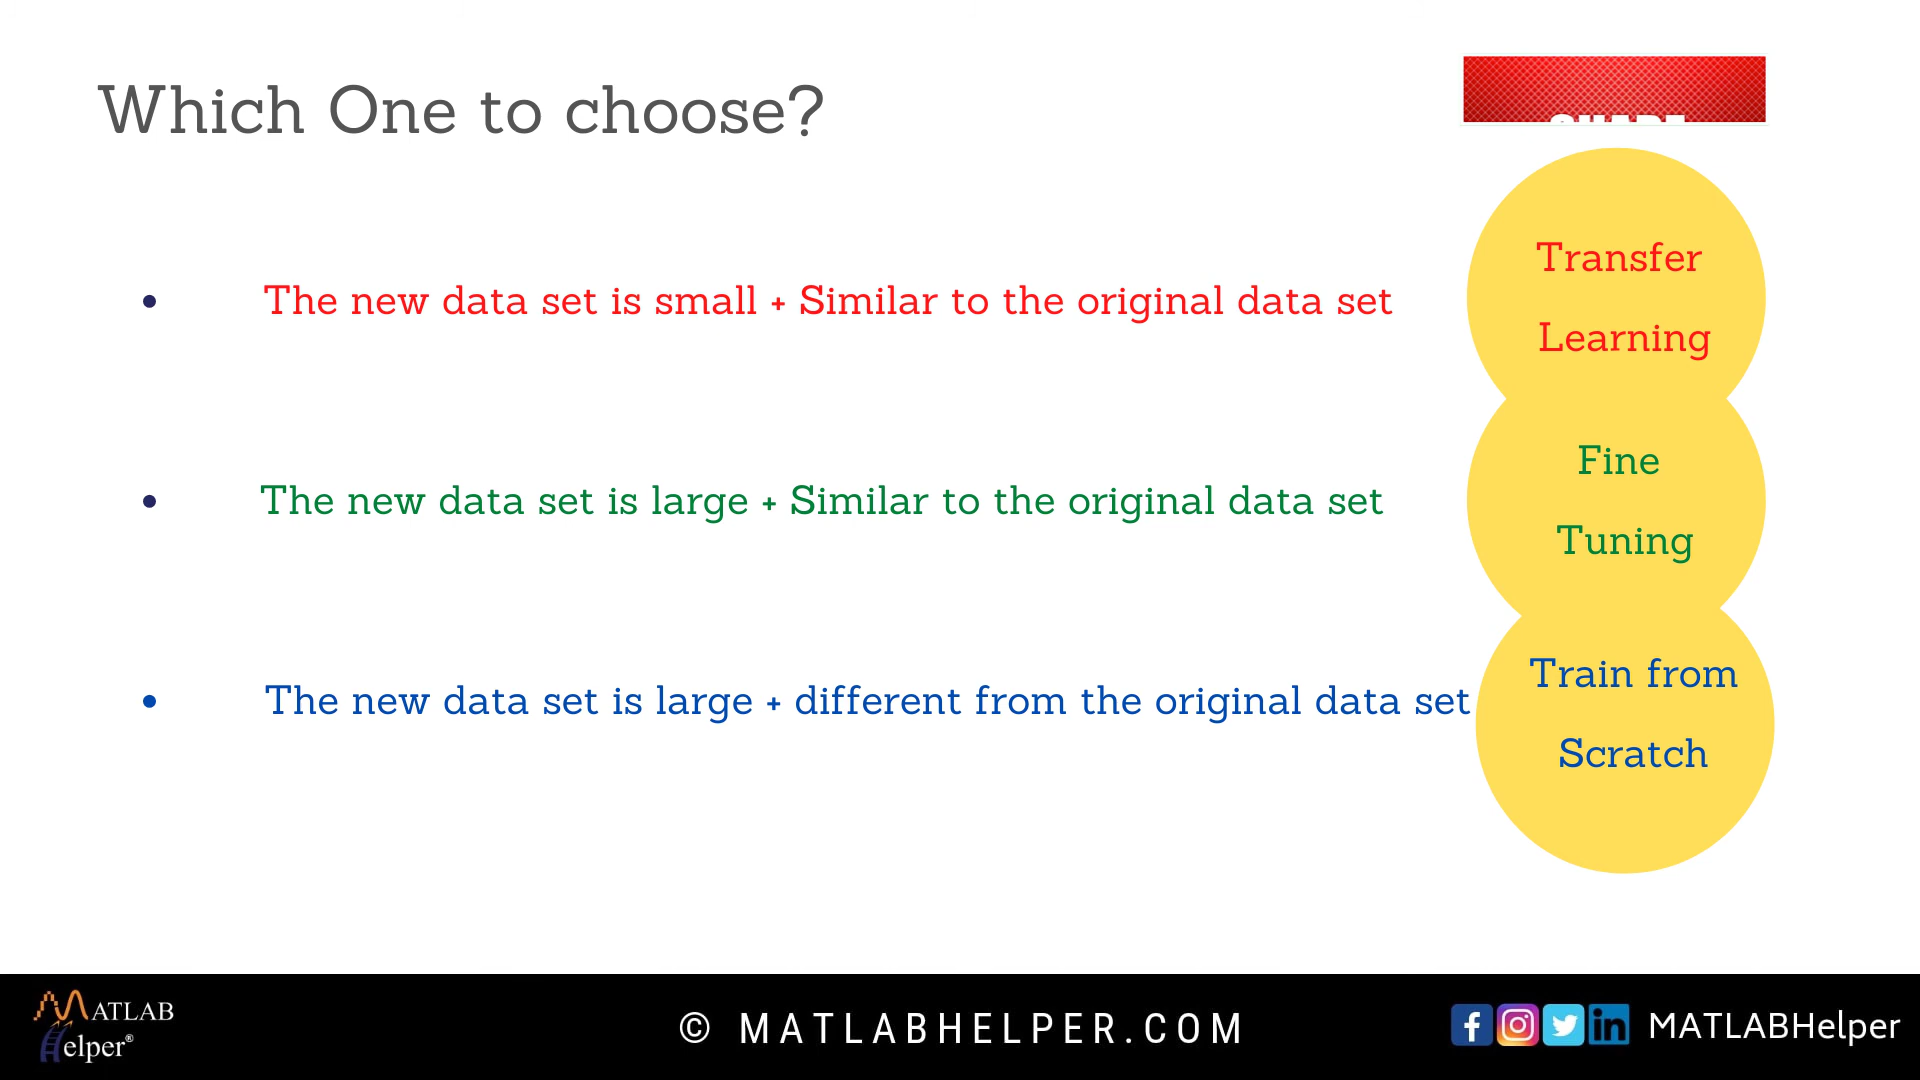 Which One to choose?
• The new data set is small + Similar to the original data set
Transfer
Learning
• The new data set is large + Similar to the original data set
Fine
Tuning
• The new data set is large + different from the original data set
Train from
Scratch
MATLAB
Helper®
© MATLABHELPER.COM
MATLABHelper